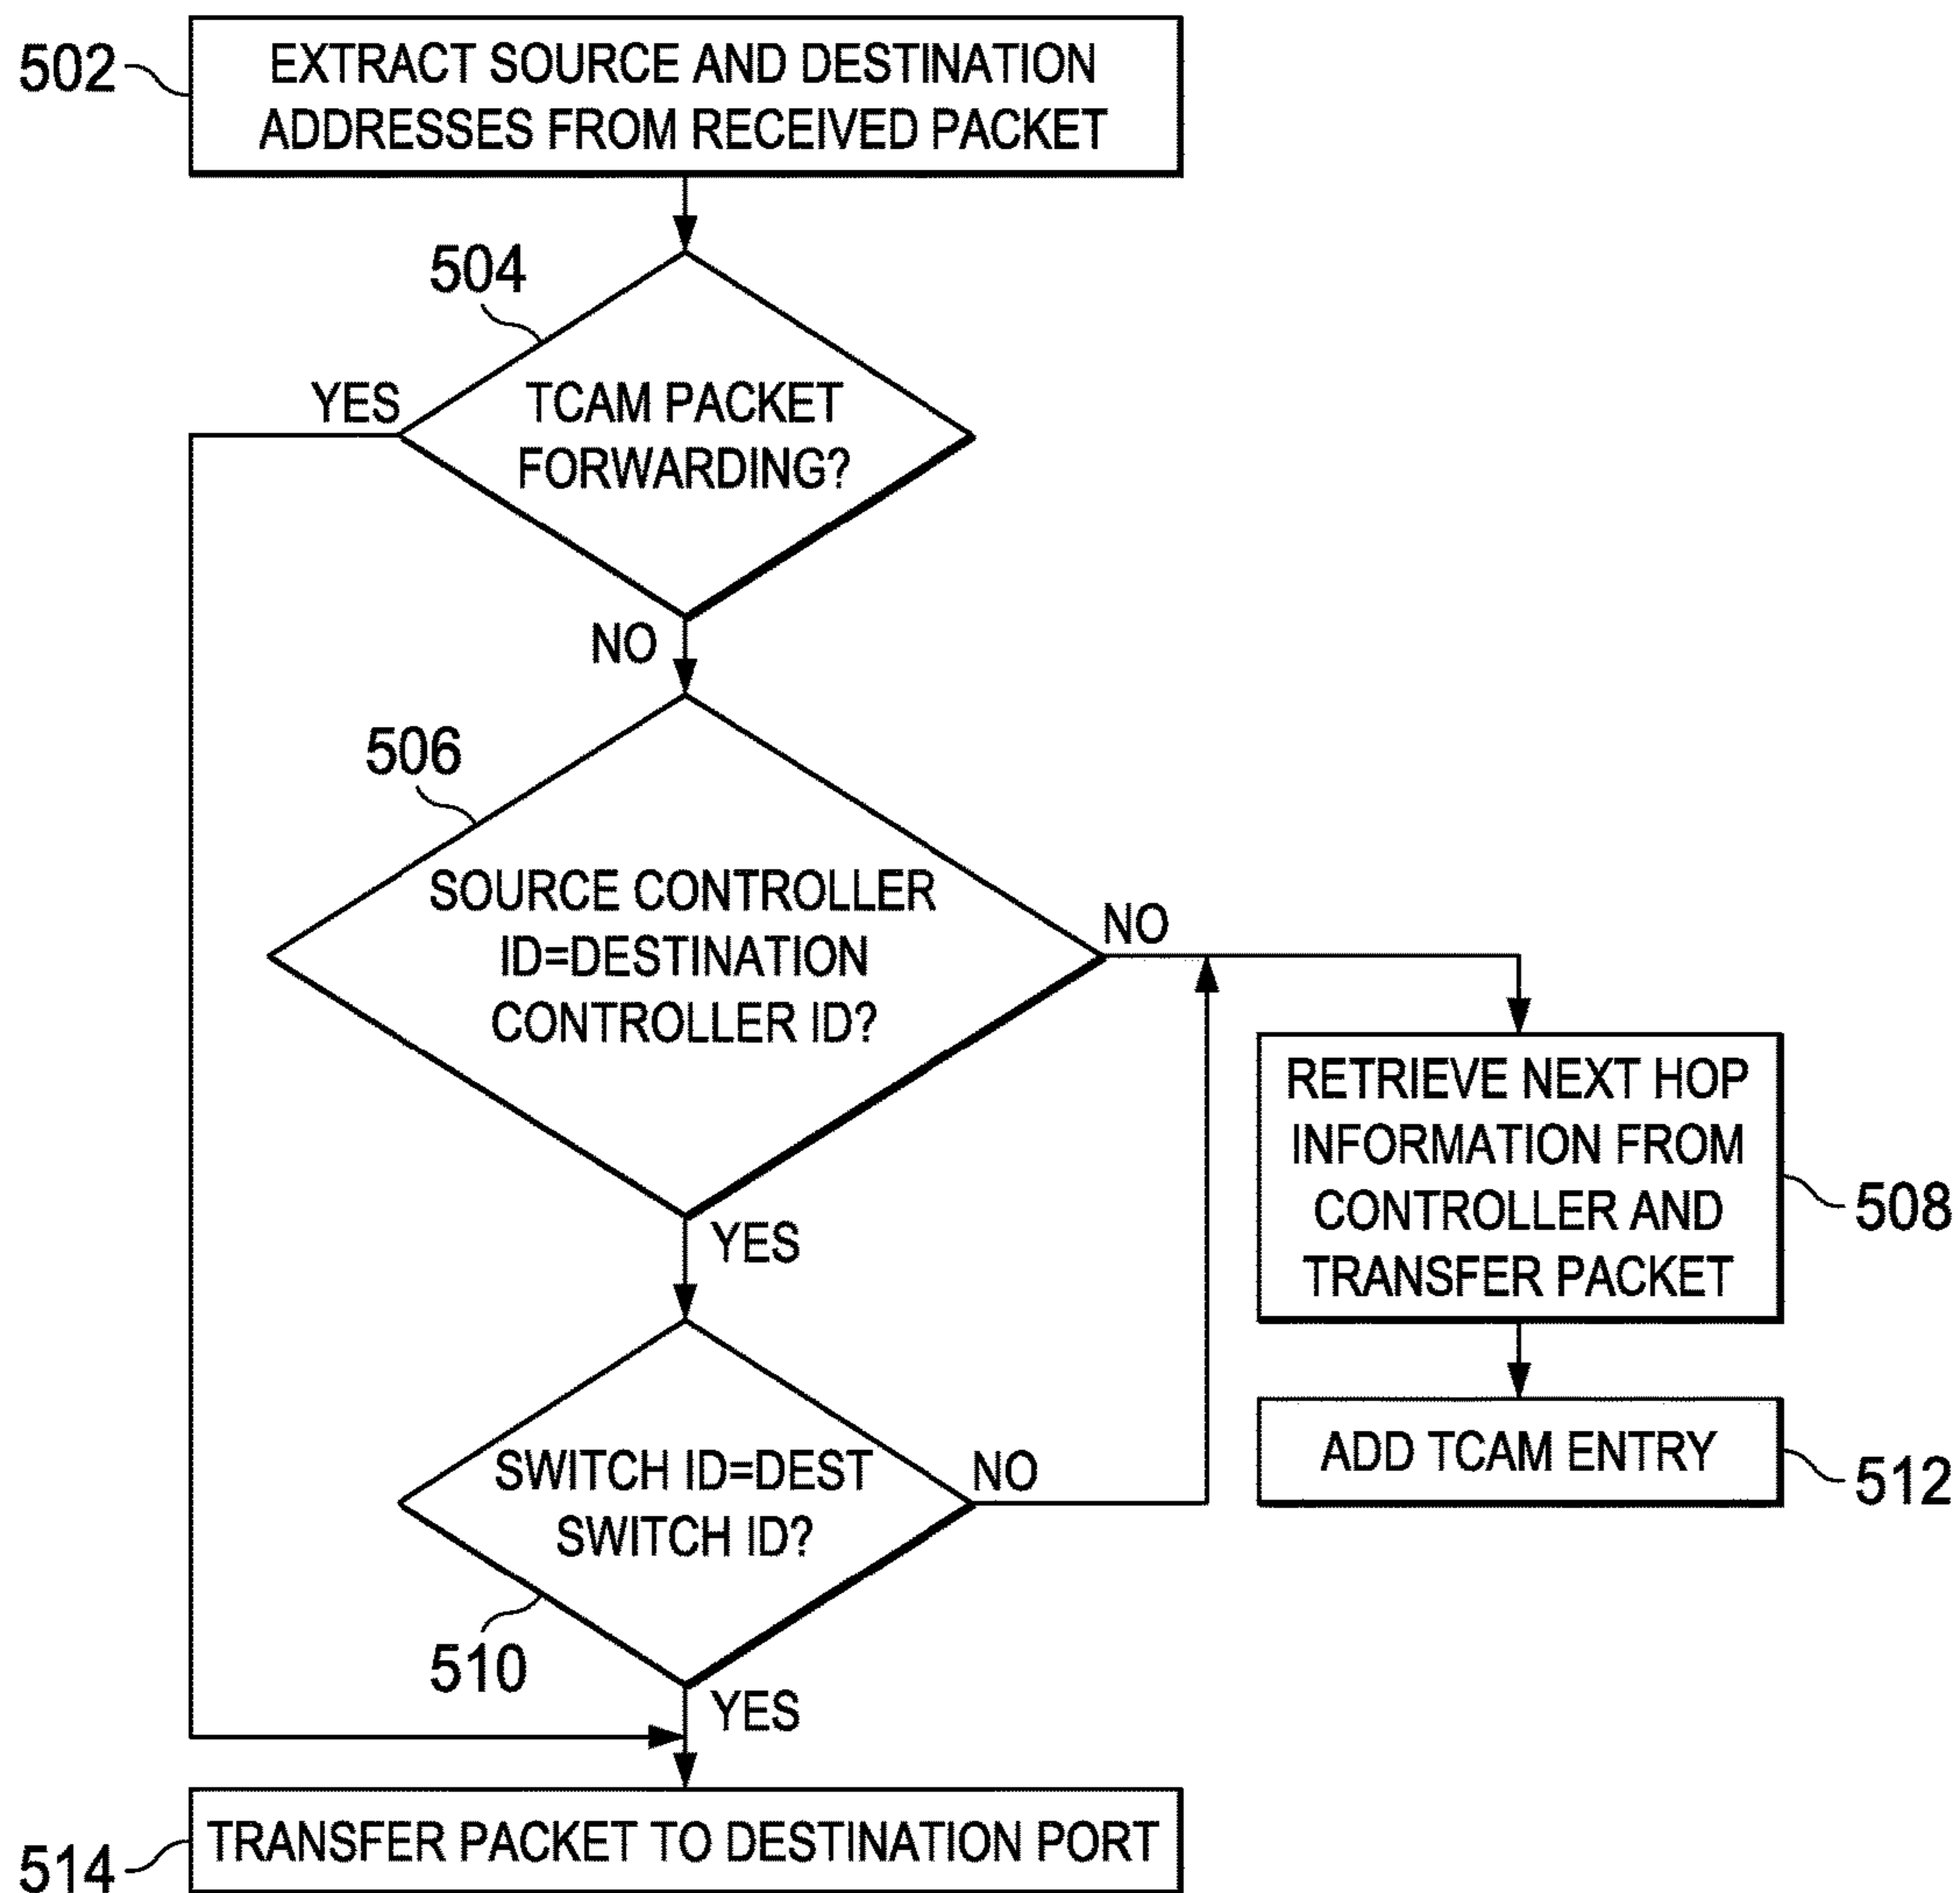 502
EXTRACT SOURCE AND DESTINATION
ADDRESSES FROM RECEIVED PACKET
504
YES
TCAM PACKET
FORWARDING?
NO
506
SOURCE CONTROLLER
ID=DESTINATION
CONTROLLER ID?
NO
YES
RETRIEVE NEXT HOP
INFORMATION FROM
CONTROLLER AND
TRANSFER PACKET
508
SWITCH ID=DEST
SWITCH ID?
NO
ADD TCAM ENTRY
512
510
YES
514
TRANSFER PACKET TO DESTINATION PORT